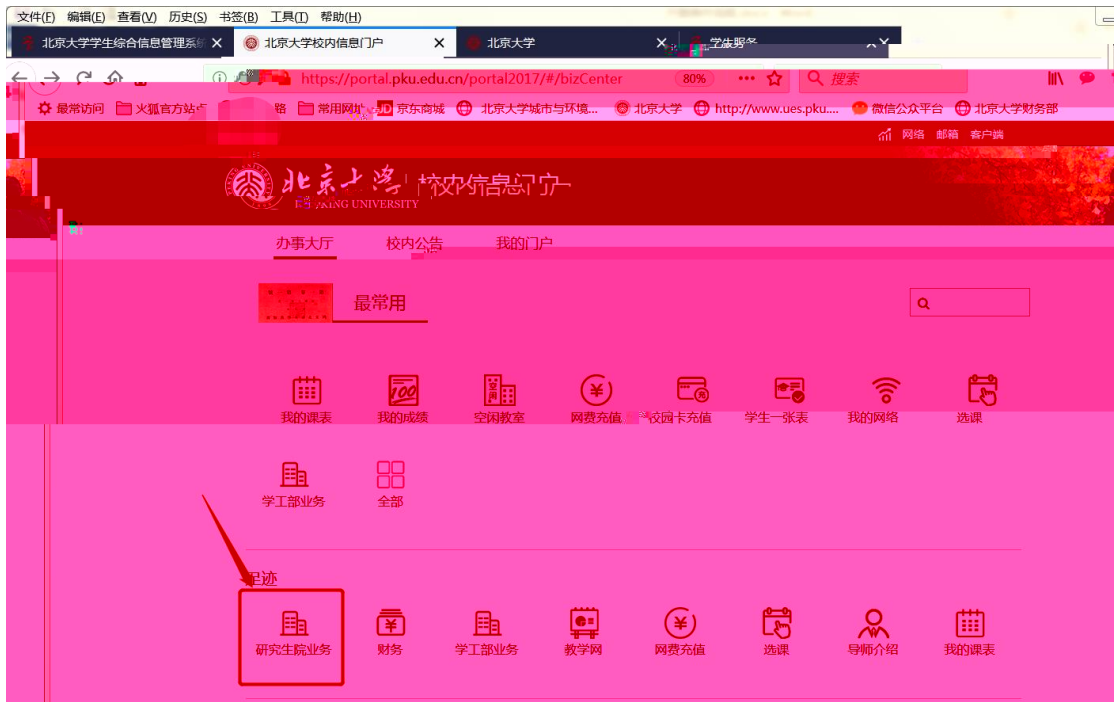 文件(F) 编辑(E) 查看(V) 历史(S) 书签(B) 工具(T) 帮助(H)
北京大学学生综合信息管理系统 北京大学校内信息门户 北京大学 学生服务
https://portal.pku.edu.cn/portal2017/#/bizCenter 80% 搜索
最常访问 火狐官方站点 常用网址 JD 京东商城 北京大学城市与环境... 北京大学 http://www.ues.pku.... 微信公众平台 北京大学财务部
网络 邮箱 客户端
北京大学 校内信息门户
PEKING UNIVERSITY
办事大厅 校内公告 我的门户
最常用
我的课表 我的成绩 空闲教室 网费充值 校园卡充值 学生一张表 我的网络 选课
学工部业务 全部
足迹
研究生院业务 财务 学工部业务 教学网 网费充值 选课 导师介绍 我的课表